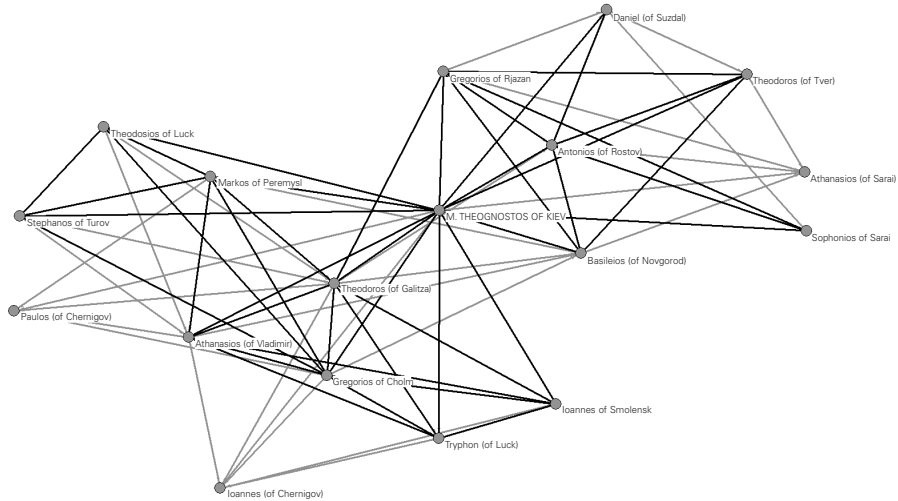 Daniel (of Suzdal)
Gregorios of Rjazan
Theodoros (of Tver)
Theodosios of Luck
Antonios (of Rostov)
Athanasios (of Sarai)
Markos of Peremysl
M. THEOGNOSTOS OF KIEV
Stephanos of Turov
Sophonios of Sarai
Basileios (of Novgorod)
Theodoros (of Galitza)
Paulos (of Chernigov)
Athanasios (of Vladimir)
Gregorios of Cholm
Ioannes of Smolensk
Tryphon (of Luck)
Ioannes (of Chernigov)